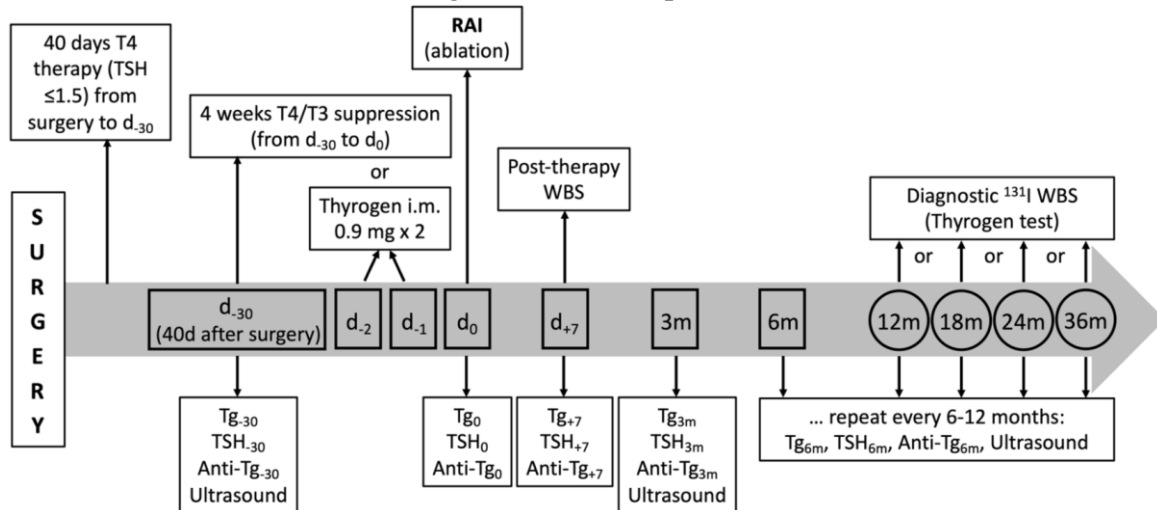 40 days T4
therapy (TSH
≤1.5) from
surgery to d-30
4 weeks T4/T3 suppression
(from d-30 to d0)
or
Thyrogen i.m.
0.9 mg x 2
RAI
(ablation)
Post-therapy
WBS
Diagnostic 131I WBS
(Thyrogen test)
or or or
S
U
R
G
E
R
Y
d-30
(40d after surgery)
d-2
d-1
d0
d+7
3m
6m
12m
18m
24m
36m
Tg-30
TSH-30
Anti-Tg-30
Ultrasound
Tg0
TSH0
Anti-Tg0
Tg+7
TSH+7
Anti-Tg+7
Tg3m
TSH3m
Anti-Tg3m
Ultrasound
... repeat every 6-12 months:
Tg6m, TSH6m, Anti-Tg6m, Ultrasound